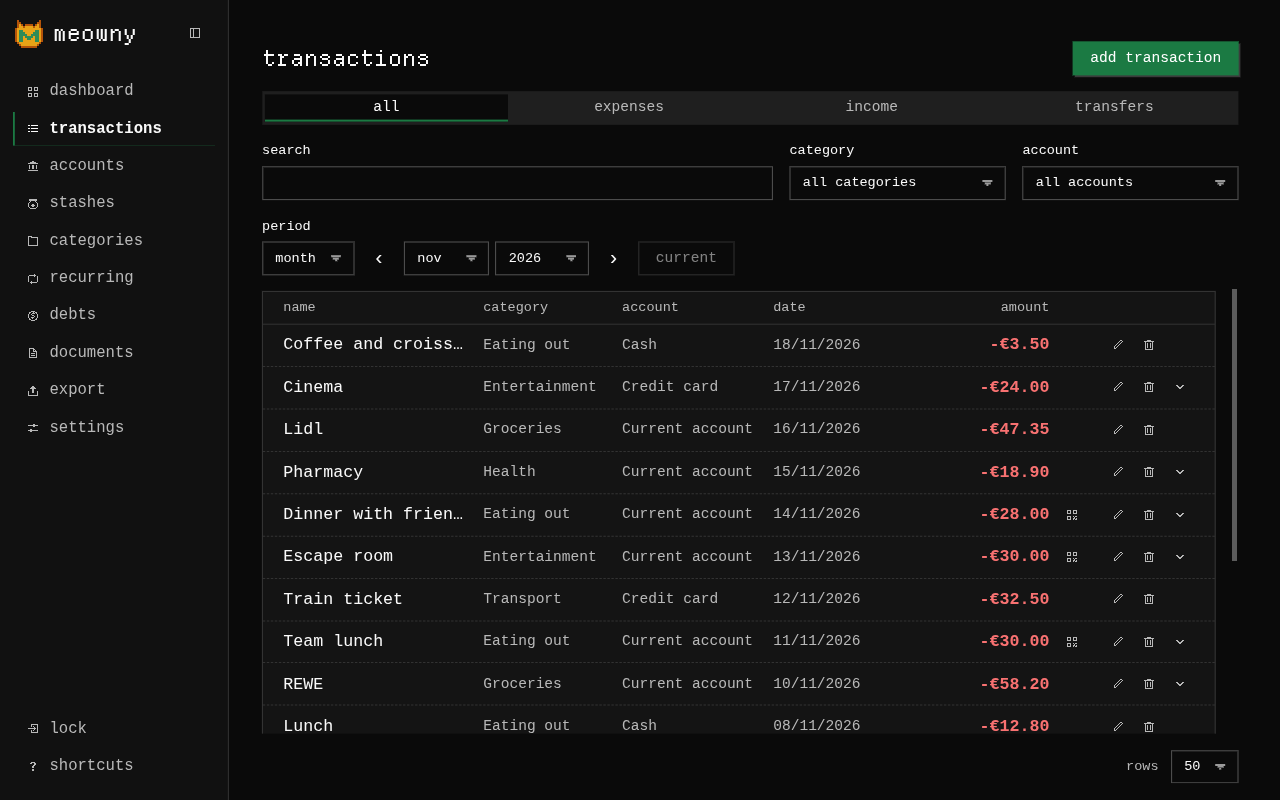 meowny
dashboard
transactions
accounts
stashes
categories
recurring
debts
documents
export
settings
lock
? shortcuts
transactions
add transaction
all expenses income transfers
search category account
all categories all accounts
period
month ‹ nov 2026 › current
name category account date amount
Coffee and croiss… Eating out Cash 18/11/2026 -€3.50
Cinema Entertainment Credit card 17/11/2026 -€24.00
Lidl Groceries Current account 16/11/2026 -€47.35
Pharmacy Health Current account 15/11/2026 -€18.90
Dinner with frien… Eating out Current account 14/11/2026 -€28.00
Escape room Entertainment Current account 13/11/2026 -€30.00
Train ticket Transport Credit card 12/11/2026 -€32.50
Team lunch Eating out Current account 11/11/2026 -€30.00
REWE Groceries Current account 10/11/2026 -€58.20
Lunch Eating out Cash 08/11/2026 -€12.80
rows 50